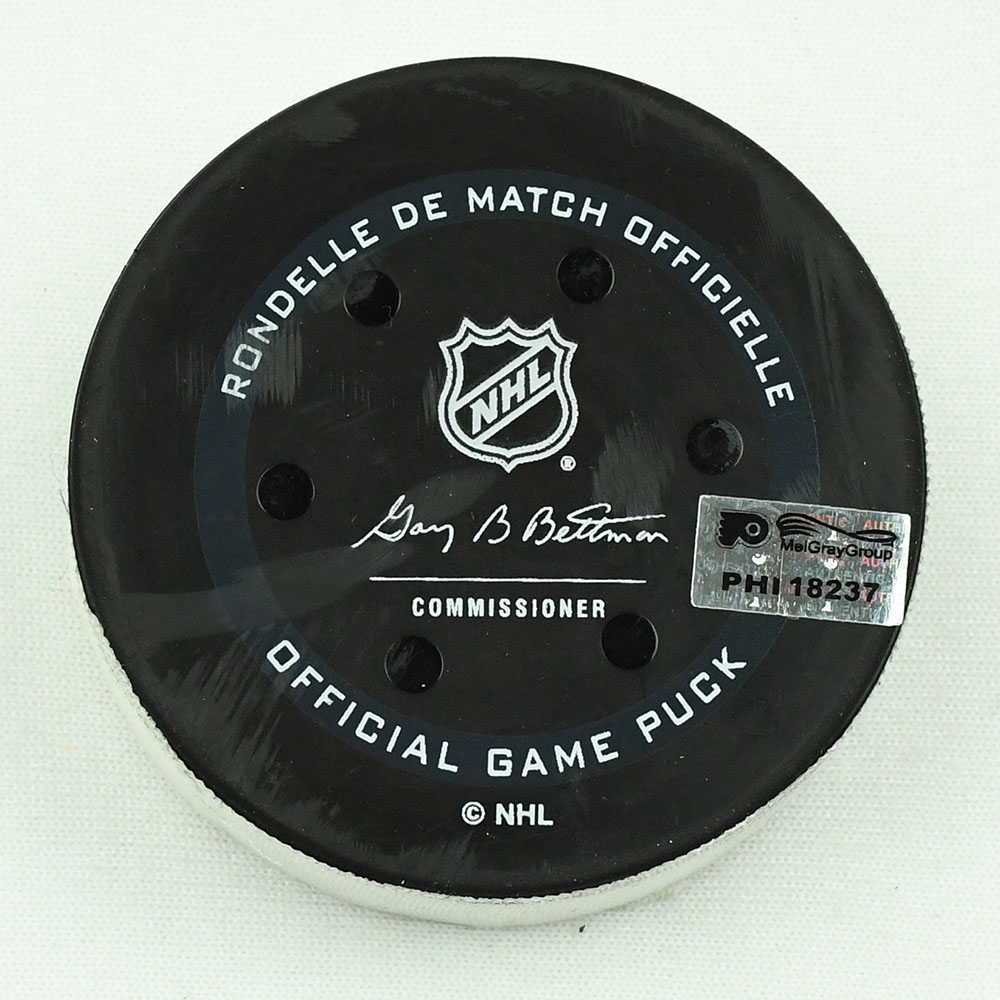 RONDELLE DE MATCH OFFICIELLE
NHL
®
Gary B Bettman
COMMISSIONER
MeiGrayGroup
PHI 18237
OFFICIAL GAME PUCK
© NHL